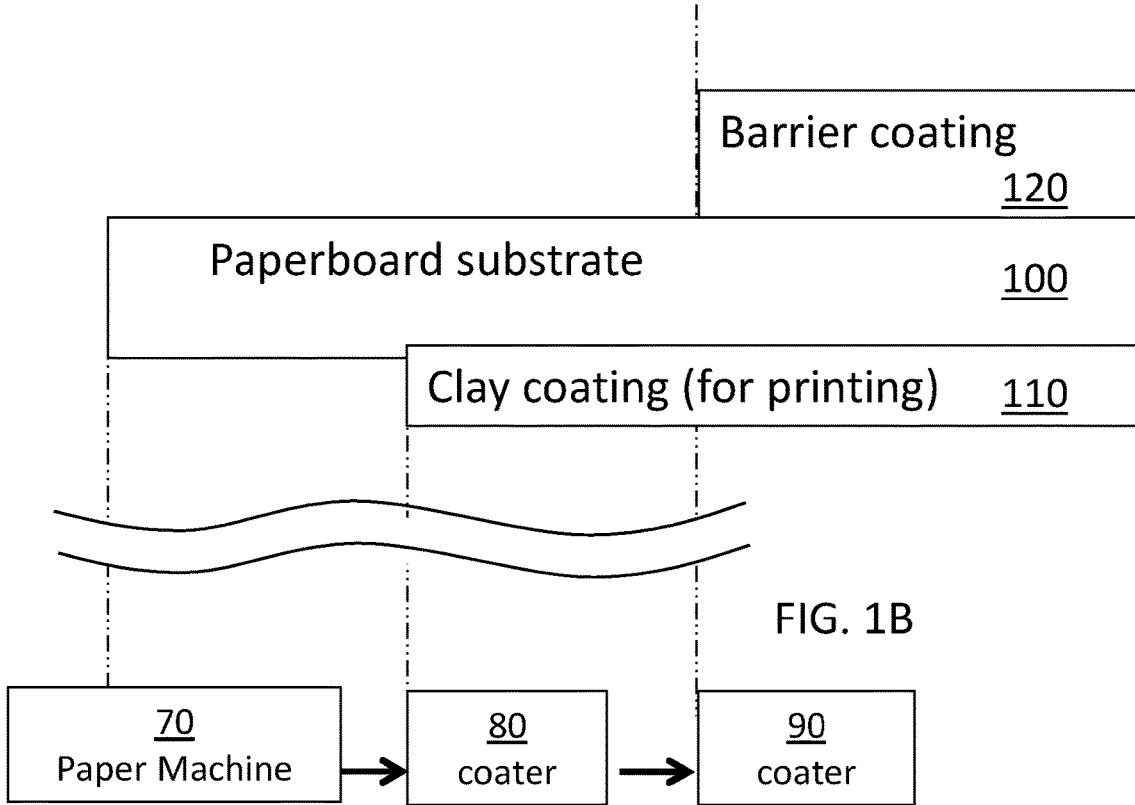 Barrier coating
120
Paperboard substrate
100
Clay coating (for printing)
110
FIG. 1B
70
Paper Machine
80
coater
90
coater